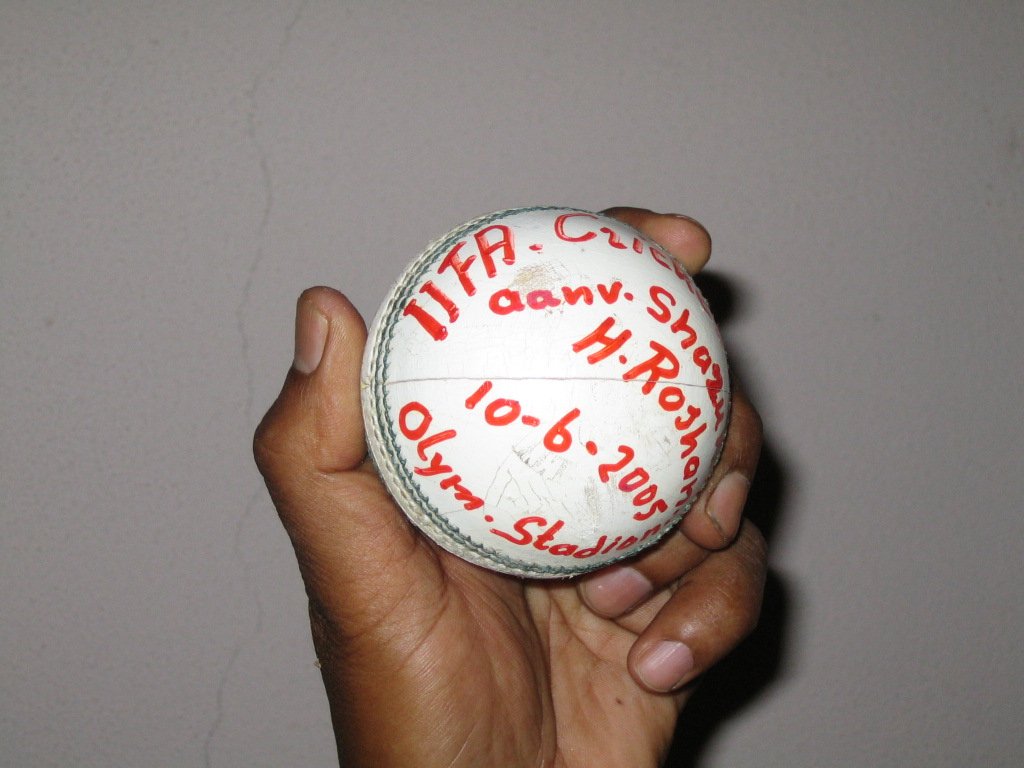 IIFA. Cricket
aanv. Shazu
H. Roshan
10-6-2005
Olym. Stadion